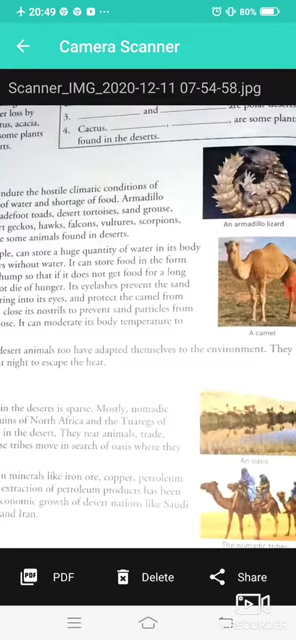 20:49
80%
Camera Scanner
Scanner_IMG_2020-12-11 07-54-58.jpg
er loss by
tus, acacia,
some plants
rts.
3. and are polar deserts.
4. Cactus, , , are some plants
found in the deserts.
ndure the hostile climatic conditions of
of water and shortage of food. Armadillo
adefoot toads, desert tortoises, sand grouse,
rt geckos, hawks, falcons, vultures, scorpions,
e some animals found in deserts.
ple, can store a huge quantity of water in its body
ys without water. It can store food in the form
hump so that if it does not get food for a long
ot die of hunger. Its eyelashes prevent the sand
ring into its eyes, and protect the camel from
close its nostrils to prevent sand particles from
ose. It can moderate its body temperature to
An armadillo lizard
A camel
desert animals too have adapted themselves to the environment. They
t night to escape the heat.
in the deserts is sparse. Mostly, nomadic
uins of North Africa and the Tuaregs of
in the desert. They rear animals, trade,
se tribes move in search of oasis where they
An oasis
n minerals like iron ore, copper, petroleum
extraction of petroleum products has been
conomic growth of desert nations like Saudi
and Iran.
The nomadic tribes
PDF
Delete
Share
RECORDER